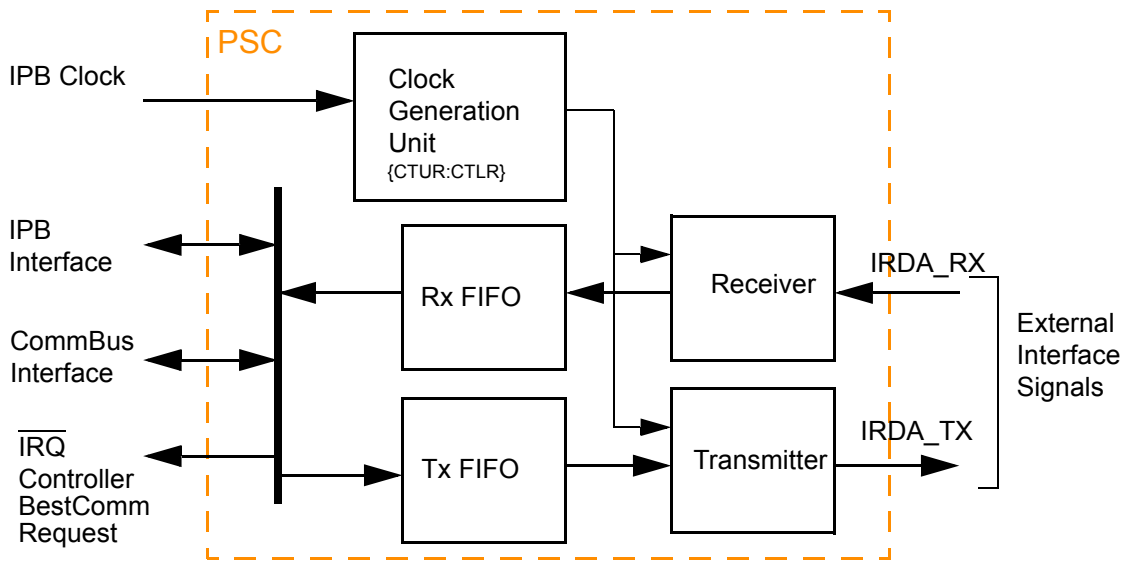 PSC
IPB Clock
Clock
Generation
Unit
{CTUR:CTLR}
IPB
Interface
Rx FIFO
Receiver
IRDA_RX
External
Interface
Signals
CommBus
Interface
IRQ
Controller
BestComm
Request
Tx FIFO
Transmitter
IRDA_TX